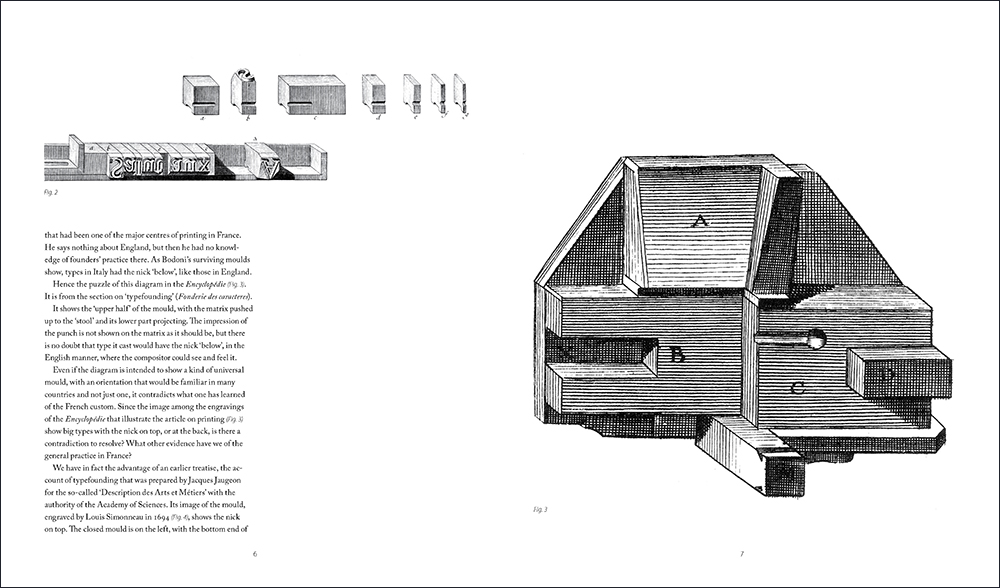 a b c d e f g
a b
Fig. 2
that had been one of the major centres of printing in France.
He says nothing about England, but then he had no knowl-
edge of founders’ practice there. As Bodoni’s surviving moulds
show, types in Italy had the nick ‘below’, like those in England.
Hence the puzzle of this diagram in the Encyclopédie (Fig. 3).
It is from the section on ‘typefounding’ (Fonderie des caracteres).
It shows the ‘upper half’ of the mould, with the matrix pushed
up to the ‘stool’ and its lower part projecting. The impression of
the punch is not shown on the matrix as it should be, but there
is no doubt that type it cast would have the nick ‘below’, in the
English manner, where the compositor could see and feel it.
Even if the diagram is intended to show a kind of universal
mould, with an orientation that would be familiar in many
countries and not just one, it contradicts what one has learned
of the French custom. Since the image among the engravings
of the Encyclopédie that illustrate the article on printing (Fig. 5)
show big types with the nick on top, or at the back, is there a
contradiction to resolve? What other evidence have we of the
general practice in France?
We have in fact the advantage of an earlier treatise, the ac-
count of typefounding that was prepared by Jacques Jaugeon
for the so-called ‘Description des Arts et Métiers’ with the
authority of the Academy of Sciences. Its image of the mould,
engraved by Louis Simonneau in 1694 (Fig. 4), shows the nick
on top. The closed mould is on the left, with the bottom end of
6
A
B
C
D
Fig. 3
7